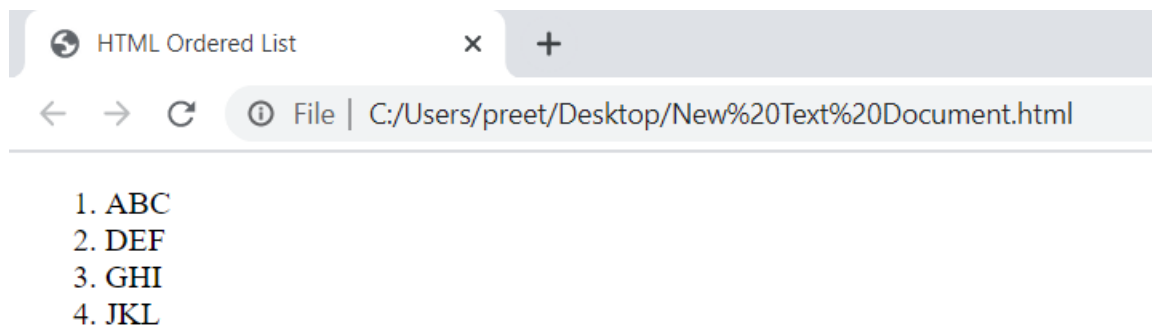 HTML Ordered List
File | C:/Users/preet/Desktop/New%20Text%20Document.html
1. ABC
2. DEF
3. GHI
4. JKL